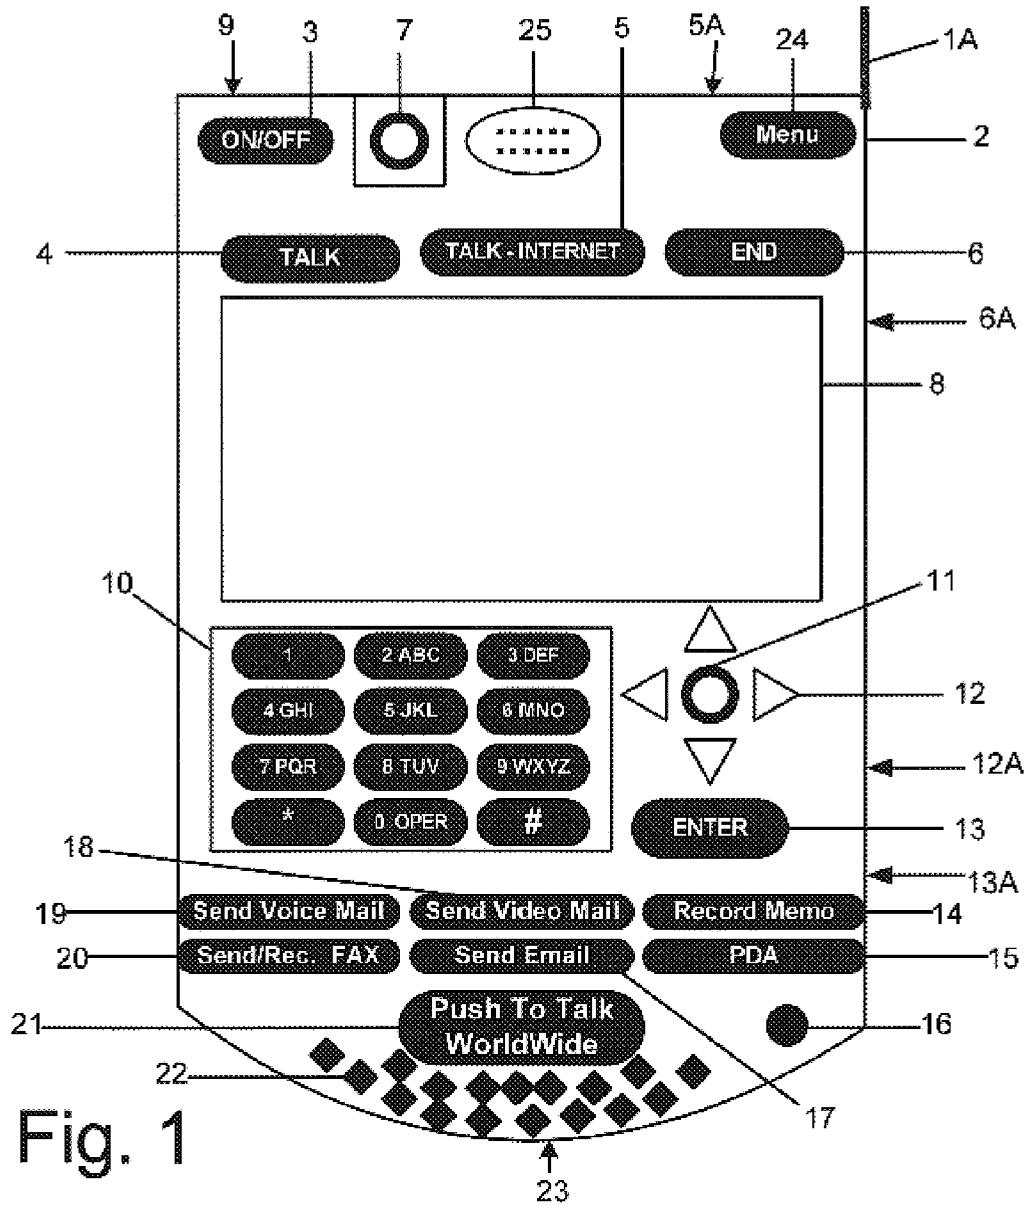 9 3 7 25 5 5A 24 1A
ON/OFF Menu 2
4 TALK TALK - INTERNET END 6
6A
8
10 11
1 2 ABC 3 DEF
4 GHI 5 JKL 6 MNO 12
7 PQR 8 TUV 9 WXYZ 12A
* 0 OPER # ENTER 13
18 13A
19 Send Voice Mail Send Video Mail Record Memo 14
20 Send/Rec. FAX Send Email PDA 15
21 Push To Talk 16
WorldWide
22
17
Fig. 1
23